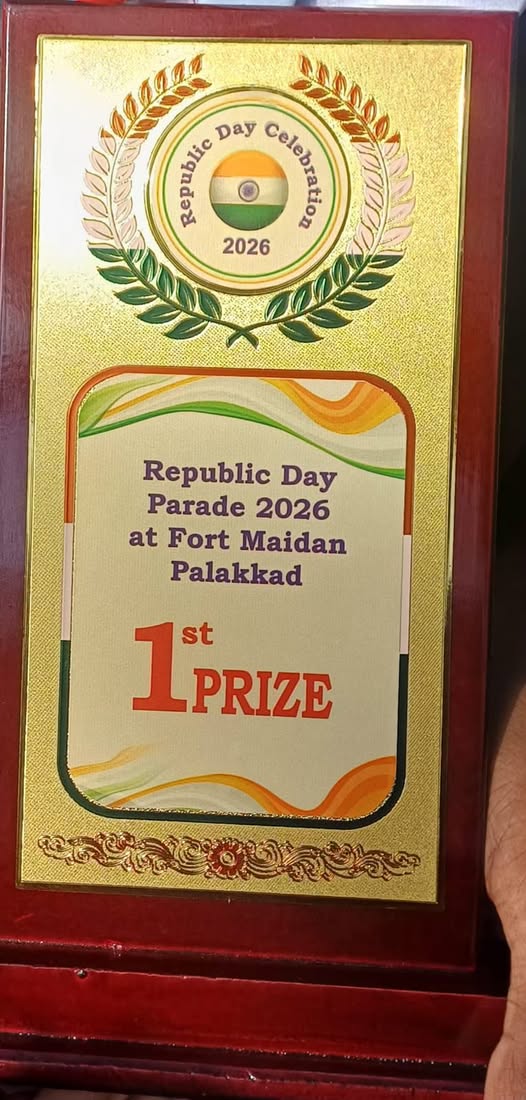 Republic Day Celebration
2026
Republic Day
Parade 2026
at Fort Maidan
Palakkad
1st
PRIZE